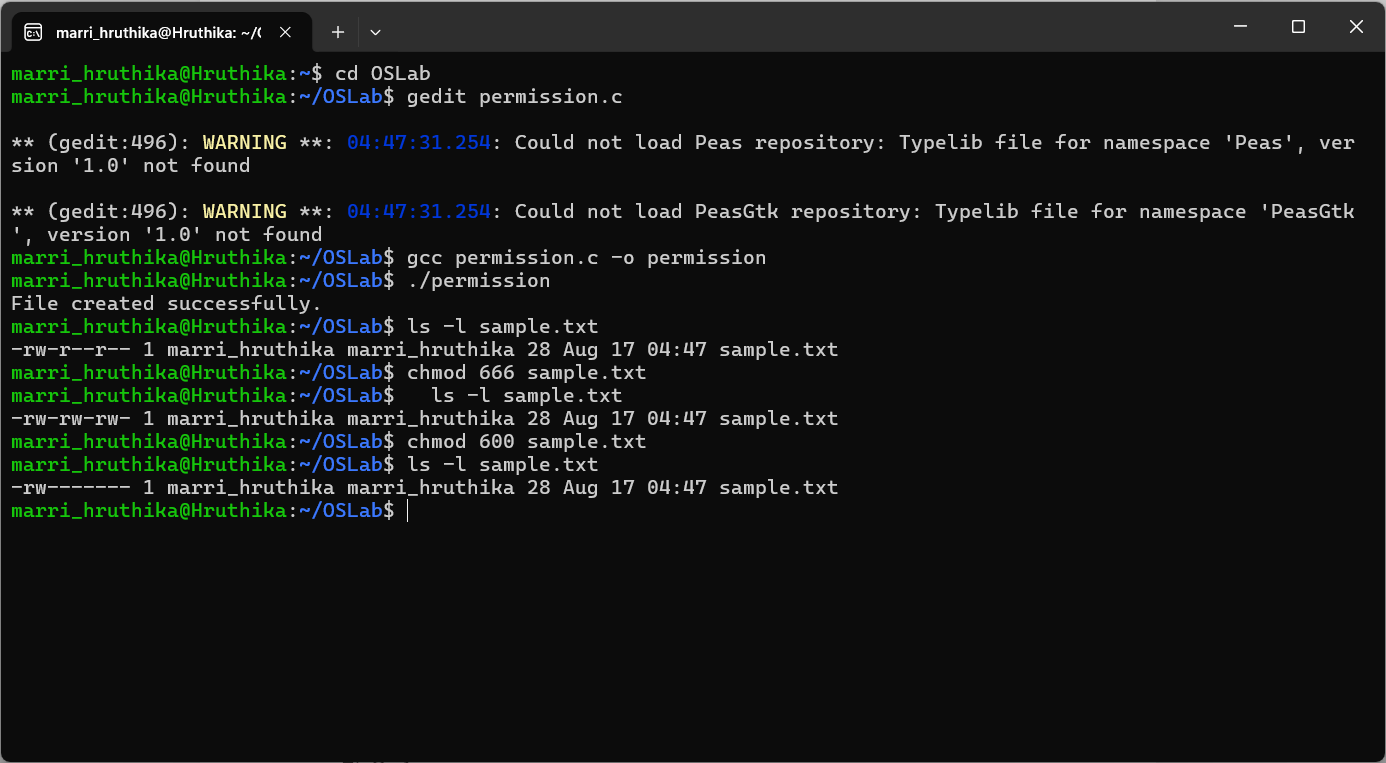 marri_hruthika@Hruthika: ~/
marri_hruthika@Hruthika:~$ cd OSLab
marri_hruthika@Hruthika:~/OSLab$ gedit permission.c
** (gedit:496): WARNING **: 04:47:31.254: Could not load Peas repository: Typelib file for namespace 'Peas', ver
sion '1.0' not found
** (gedit:496): WARNING **: 04:47:31.254: Could not load PeasGtk repository: Typelib file for namespace 'PeasGtk
', version '1.0' not found
marri_hruthika@Hruthika:~/OSLab$ gcc permission.c -o permission
marri_hruthika@Hruthika:~/OSLab$ ./permission
File created successfully.
marri_hruthika@Hruthika:~/OSLab$ ls -l sample.txt
-rw-r--r-- 1 marri_hruthika marri_hruthika 28 Aug 17 04:47 sample.txt
marri_hruthika@Hruthika:~/OSLab$ chmod 666 sample.txt
marri_hruthika@Hruthika:~/OSLab$   ls -l sample.txt
-rw-rw-rw- 1 marri_hruthika marri_hruthika 28 Aug 17 04:47 sample.txt
marri_hruthika@Hruthika:~/OSLab$ chmod 600 sample.txt
marri_hruthika@Hruthika:~/OSLab$ ls -l sample.txt
-rw------- 1 marri_hruthika marri_hruthika 28 Aug 17 04:47 sample.txt
marri_hruthika@Hruthika:~/OSLab$